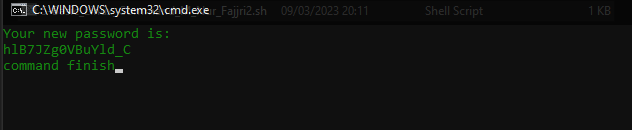 C:\WINDOWS\system32\cmd.exe
ur_Fajjri2.sh 09/03/2023 20:11 Shell Script 1 KB
Your new password is:
hlB7JZg0VBuYld_C
command finish